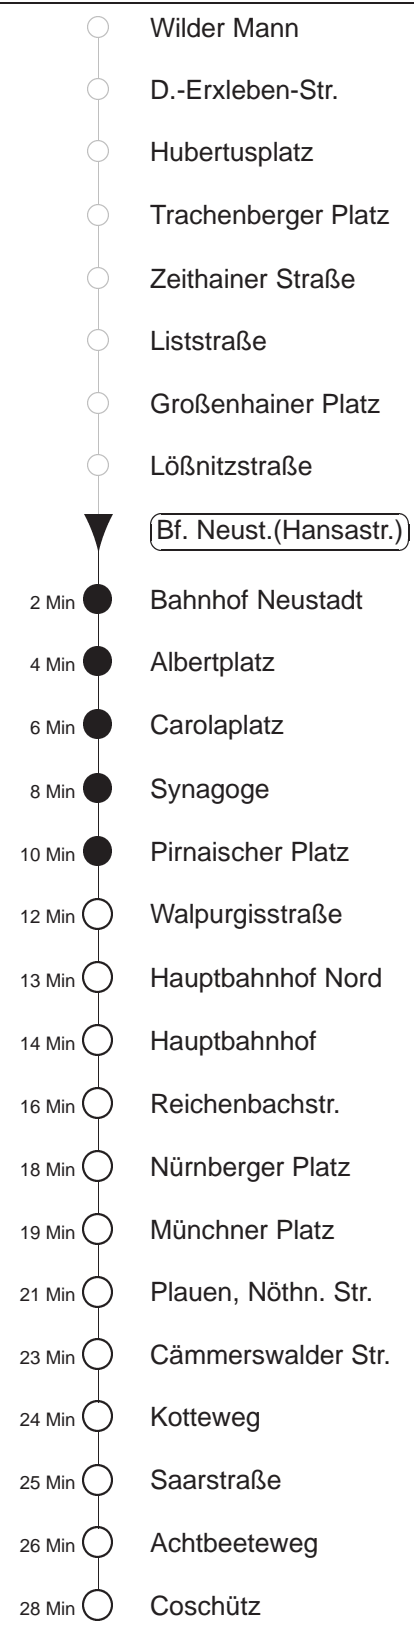 Wilder Mann
D.-Erxleben-Str.
Hubertusplatz
Trachenberger Platz
Zeithainer Straße
Liststraße
Großenhainer Platz
Lößnitzstraße
Bf. Neust.(Hansastr.)
2 Min Bahnhof Neustadt
4 Min Albertplatz
6 Min Carolaplatz
8 Min Synagoge
10 Min Pirnaischer Platz
12 Min Walpurgisstraße
13 Min Hauptbahnhof Nord
14 Min Hauptbahnhof
16 Min Reichenbachstr.
18 Min Nürnberger Platz
19 Min Münchner Platz
21 Min Plauen, Nöthn. Str.
23 Min Cämmerswalder Str.
24 Min Kotteweg
25 Min Saarstraße
26 Min Achtbeeteweg
28 Min Coschütz